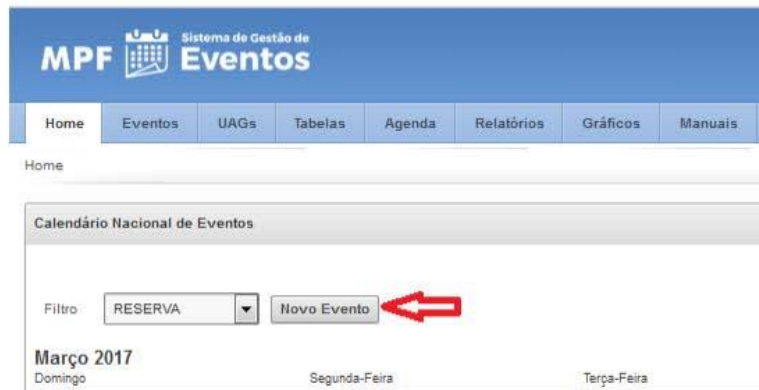 MPF Sistema de Gestão de Eventos
Home Eventos UAGs Tabelas Agenda Relatórios Gráficos Manuais
Home
Calendário Nacional de Eventos
Filtro RESERVA Novo Evento
Março 2017
Domingo Segunda-Feira Terça-Feira